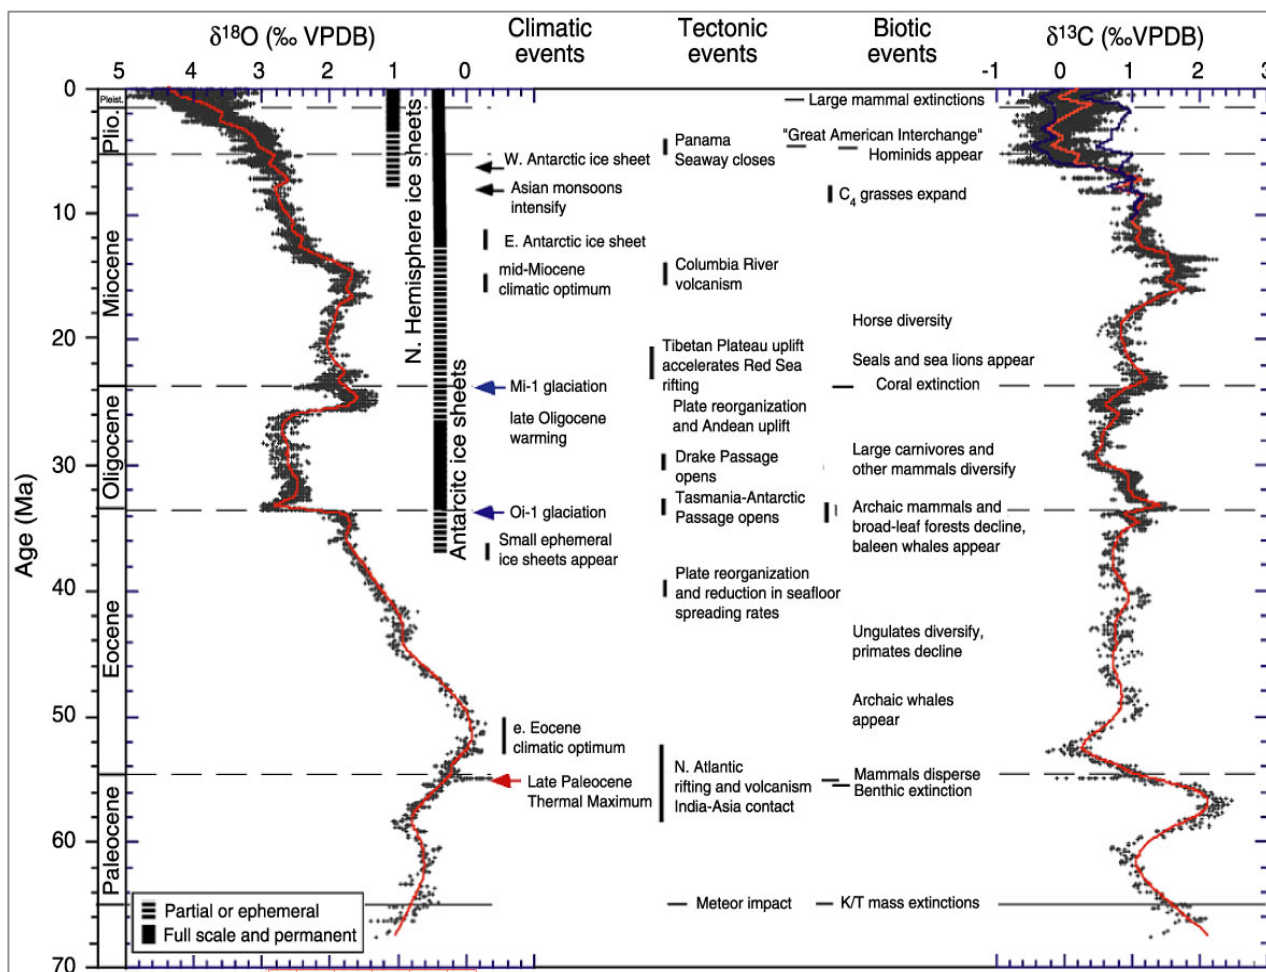 δ18O (‰ VPDB)
Climatic
events
Tectonic
events
Biotic
events
δ13C (‰VPDB)
5 4 3 2 1 0
-1 0 1 2 3
Age (Ma)
0
10
20
30
40
50
60
70
Pleist.
Plio.
Miocene
Oligocene
Eocene
Paleocene
N. Hemisphere ice sheets
Antarcitc ice sheets
W. Antarctic ice sheet
Asian monsoons
intensify
E. Antarctic ice sheet
mid-Miocene
climatic optimum
Mi-1 glaciation
late Oligocene
warming
Oi-1 glaciation
Small ephemeral
ice sheets appear
e. Eocene
climatic optimum
Late Paleocene
Thermal Maximum
Panama
Seaway closes
Columbia River
volcanism
Tibetan Plateau uplift
accelerates Red Sea
rifting
Plate reorganization
and Andean uplift
Drake Passage
opens
Tasmania-Antarctic
Passage opens
Plate reorganization
and reduction in seafloor
spreading rates
N. Atlantic
rifting and volcanism
India-Asia contact
Meteor impact
Large mammal extinctions
"Great American Interchange"
Hominids appear
C4 grasses expand
Horse diversity
Seals and sea lions appear
Coral extinction
Large carnivores and
other mammals diversify
Archaic mammals and
broad-leaf forests decline,
baleen whales appear
Ungulates diversify,
primates decline
Archaic whales
appear
Mammals disperse
Benthic extinction
K/T mass extinctions
Partial or ephemeral
Full scale and permanent